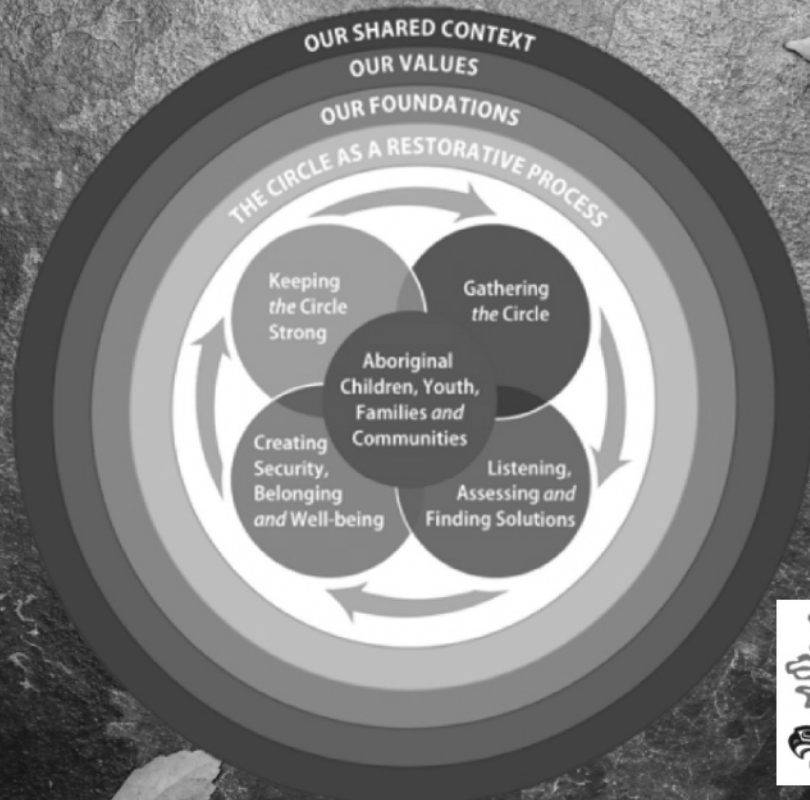 OUR SHARED CONTEXT
OUR VALUES
OUR FOUNDATIONS
THE CIRCLE AS A RESTORATIVE PROCESS
Keeping
the Circle
Strong
Gathering
the Circle
Aboriginal
Children, Youth,
Families and
Communities
Creating
Security,
Belonging
and Well-being
Listening,
Assessing and
Finding Solutions